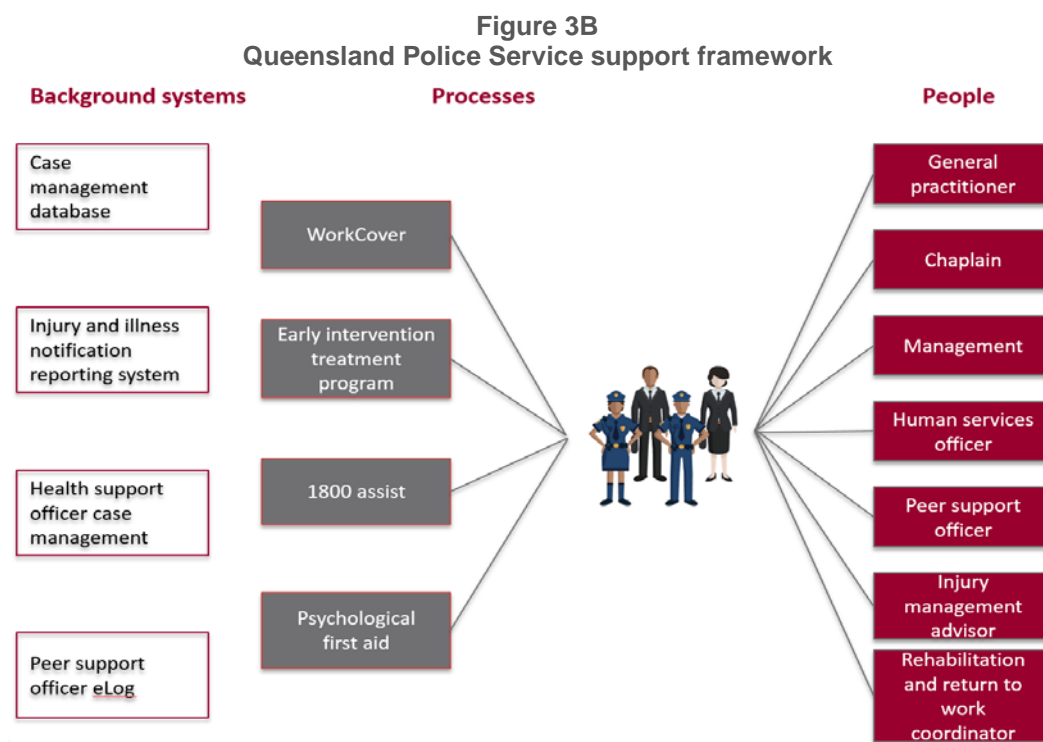 Figure 3B
Queensland Police Service support framework
Background systems
Processes
People
Case
management
database
Injury and illness
notification
reporting system
Health support
officer case
management
Peer support
officer eLog
WorkCover
Early intervention
treatment
program
1800 assist
Psychological
first aid
General
practitioner
Chaplain
Management
Human services
officer
Peer support
officer
Injury
management
advisor
Rehabilitation
and return to
work
coordinator